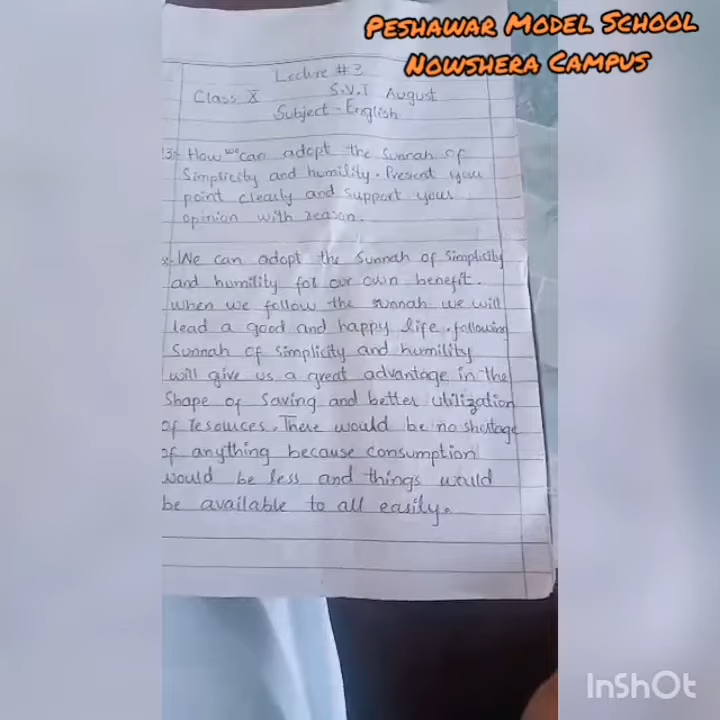 PESHAWAR MODEL SCHOOL
NOWSHERA CAMPUS
Lecture #3
Class X S.V.I August
Subject - English
3:- How we can adopt the Sunnah of
Simplicity and humility. Present your
point clearly and support your
opinion with reason.
:- We can adopt the Sunnah of Simplicity
and humility for our own benefit.
when we follow the sunnah we will
lead a good and happy life. following
Sunnah of Simplicity and humility
will give us a great advantage in the
Shape of Saving and better utilization
of resources. There would be no shortage
of anything because consumption
would be less and things would
be available to all easily.
InShOt